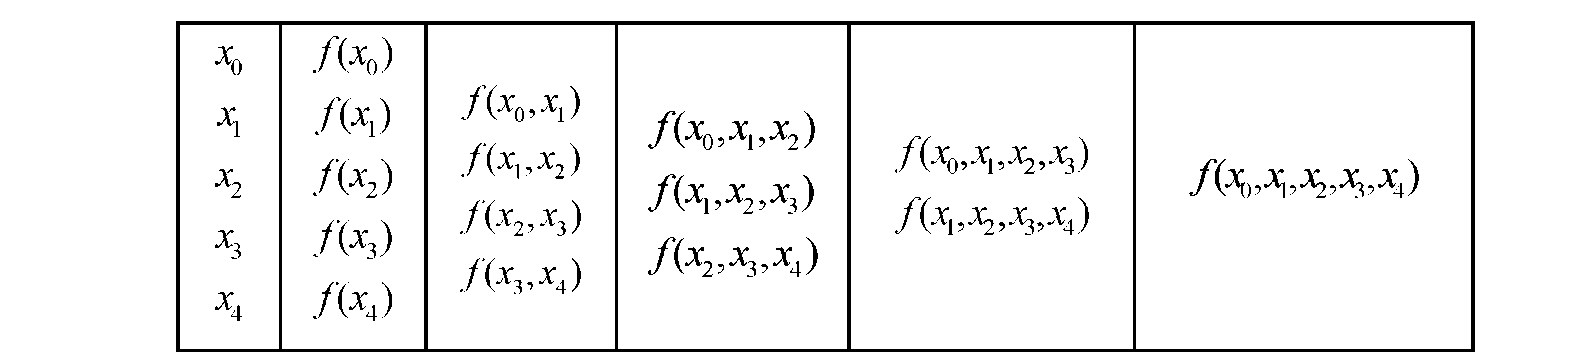 x₀ f(x₀)
x₁ f(x₁)
x₂ f(x₂)
x₃ f(x₃)
x₄ f(x₄)
f(x₀,x₁)
f(x₁,x₂)
f(x₂,x₃)
f(x₃,x₄)
f(x₀,x₁,x₂)
f(x₁,x₂,x₃)
f(x₂,x₃,x₄)
f(x₀,x₁,x₂,x₃)
f(x₁,x₂,x₃,x₄)
f(x₀,x₁,x₂,x₃,x₄)